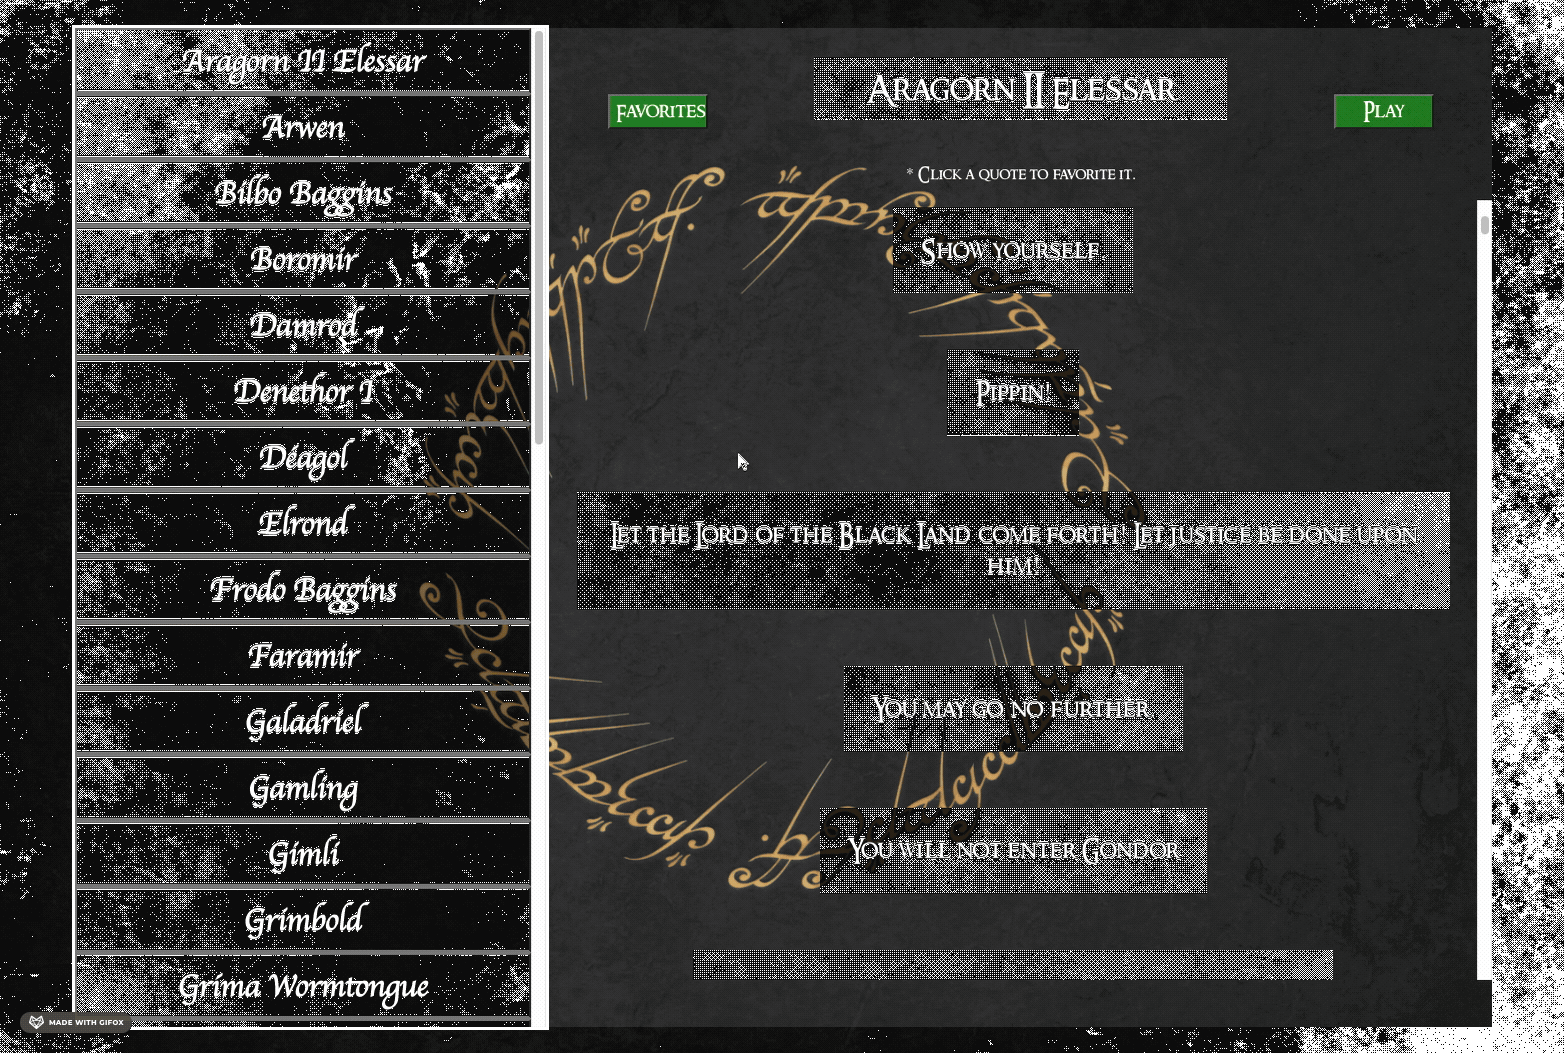 Aragorn II Elessar
Arwen
Bilbo Baggins
Boromir
Damrod
Denethor I
Déagol
Elrond
Frodo Baggins
Faramir
Galadriel
Gamling
Gimli
Grimbold
Gríma Wormtongue
MADE WITH GIFOX
Favorites
Aragorn II Elessar
Play
* Click a quote to favorite it.
Show yourself.
Pippin!
Let the Lord of the Black Land come forth! Let justice be done upon
him!
You may go no further.
You will not enter Gondor